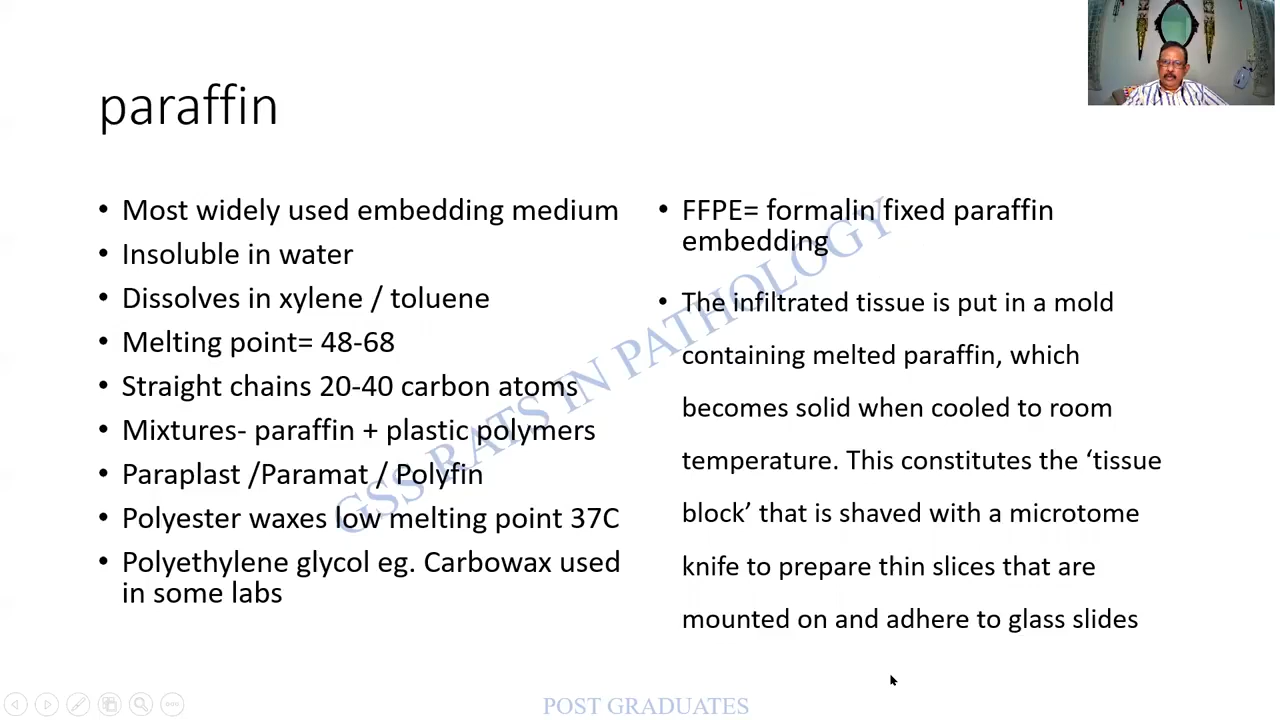 paraffin
• Most widely used embedding medium
• Insoluble in water
• Dissolves in xylene / toluene
• Melting point= 48-68
• Straight chains 20-40 carbon atoms
• Mixtures- paraffin + plastic polymers
• Paraplast /Paramat / Polyfin
• Polyester waxes low melting point 37C
• Polyethylene glycol eg. Carbowax used
in some labs
• FFPE= formalin fixed paraffin
embedding
• The infiltrated tissue is put in a mold
containing melted paraffin, which
becomes solid when cooled to room
temperature. This constitutes the ‘tissue
block’ that is shaved with a microtome
knife to prepare thin slices that are
mounted on and adhere to glass slides
GSS RATS IN PATHOLOGY
POST GRADUATES